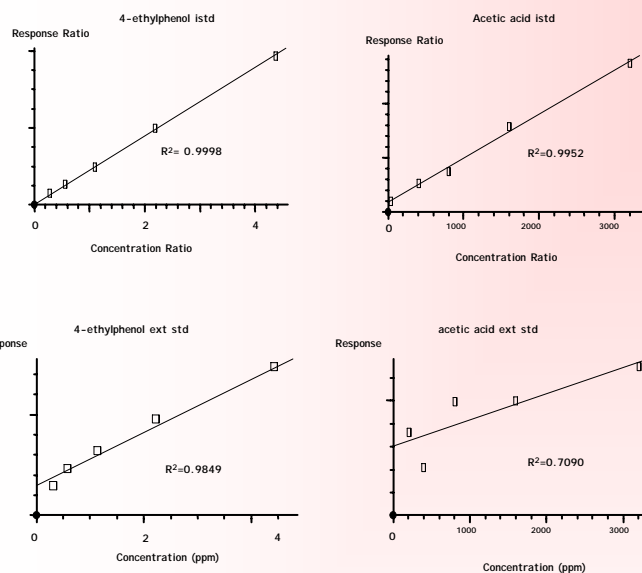 4-ethylphenol istd
Response Ratio
R2= 0.9998
0 2 4
Concentration Ratio
Acetic acid istd
Response Ratio
R2=0.9952
0 1000 2000 3000
Concentration Ratio
4-ethylphenol ext std
ponse
R2=0.9849
0 2 4
Concentration (ppm)
acetic acid ext std
Response
R2=0.7090
0 1000 2000 3000
Concentration (ppm)